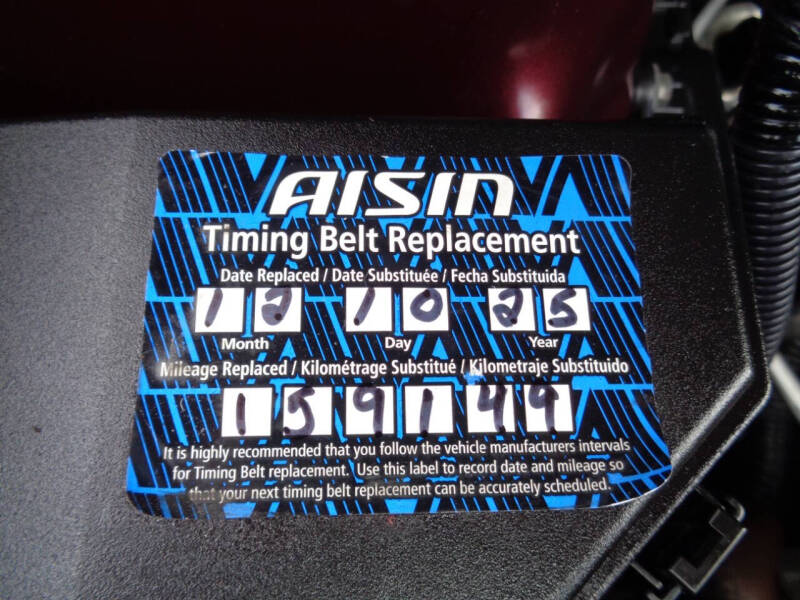 AISIN
Timing Belt Replacement
Date Replaced / Date Substituée / Fecha Substituida
12 10 25
Month Day Year
Mileage Replaced / Kilométrage Substitué / Kilometraje Substituido
159149
It is highly recommended that you follow the vehicle manufacturers intervals
for Timing Belt replacement. Use this label to record date and mileage so
that your next timing belt replacement can be accurately scheduled.